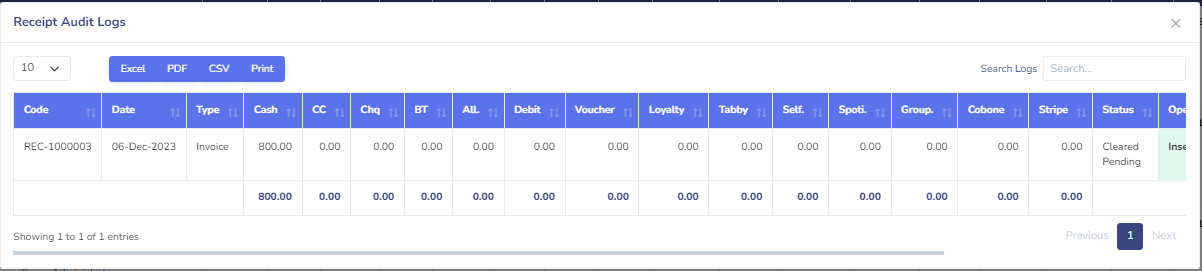 Receipt Audit Logs
×
10 Excel PDF CSV Print Search Logs Search...
Code Date Type Cash CC Chq BT All. Debit Voucher Loyalty Tabby Self. Spoti. Group. Cobone Stripe Status Ope
REC-1000003 06-Dec-2023 Invoice 800.00 0.00 0.00 0.00 0.00 0.00 0.00 0.00 0.00 0.00 0.00 0.00 0.00 0.00 Cleared Inse
Pending
800.00 0.00 0.00 0.00 0.00 0.00 0.00 0.00 0.00 0.00 0.00 0.00 0.00 0.00
Showing 1 to 1 of 1 entries Previous 1 Next